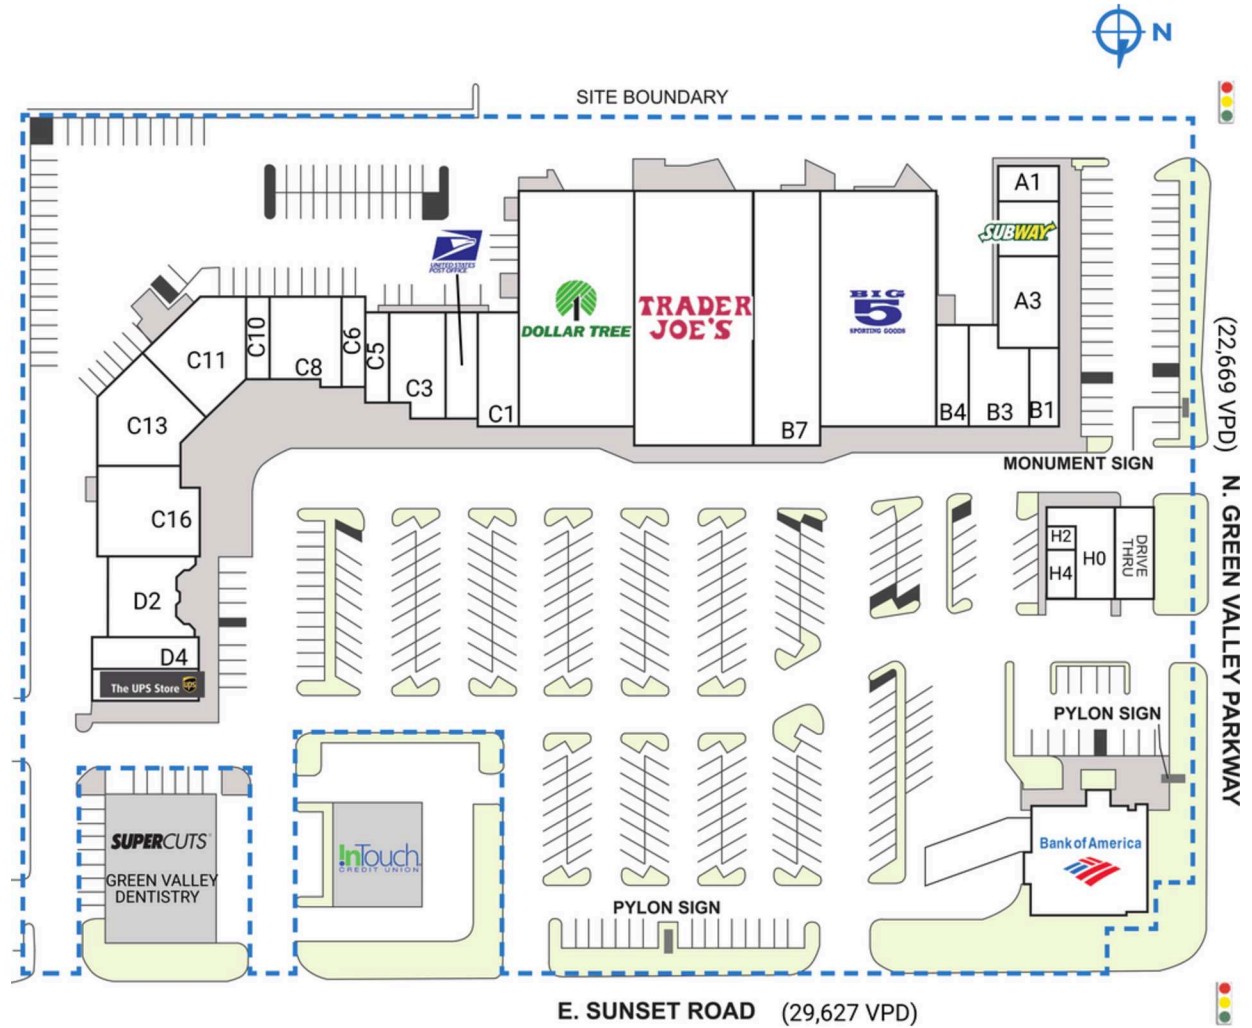 N
SITE BOUNDARY
A1
SUBWAY
A3
UNITED STATES
POST OFFICE
DOLLAR TREE
TRADER
JOE'S
BIG
5
SPORTING GOODS
C11
C10
C8
C6
C5
C3
C1
B7
B4
B3
B1
C13
C16
D2
D4
The UPS Store
ups
MONUMENT SIGN
(22,669 VPD)
N. GREEN VALLEY PARKWAY
H2
H4
H0
DRIVE
THRU
PYLON SIGN
SUPERCUTS
GREEN VALLEY
DENTISTRY
InTouch
CREDIT UNION
Bank of America
PYLON SIGN
E. SUNSET ROAD (29,627 VPD)